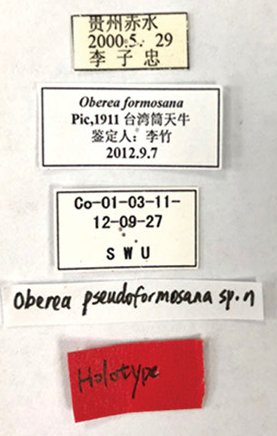 贵州赤水
2000.5. 29
李子忠
Oberea formosana
Pic,1911 台湾筒天牛
鉴定人：李竹
2012.9.7
Co-01-03-11-
12-09-27
SWU
Oberea pseudoformosana sp.n
Holotype